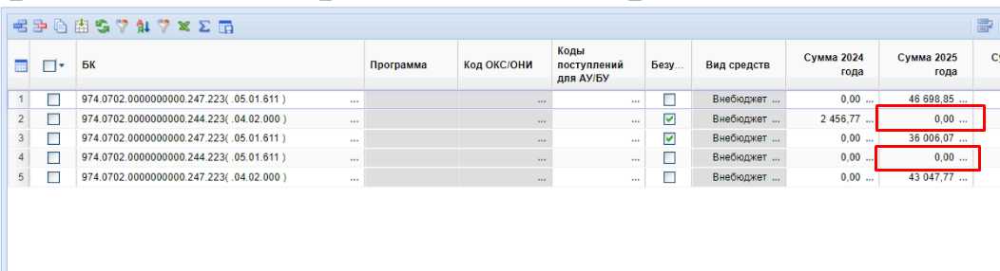 БК Программа Код ОКС/ОНИ Коды поступлений для АУ/БУ Безу... Вид средств Сумма 2024 года Сумма 2025 года
1 974.0702.0000000000.247.223( .05.01.611 ) ... ... ... Внебюджет ... 0,00 ... 46 698,85 ...
2 974.0702.0000000000.244.223( .04.02.000 ) ... ... ... Внебюджет ... 2 456,77 ... 0,00 ...
3 974.0702.0000000000.247.223( .05.01.611 ) ... ... ... Внебюджет ... 0,00 ... 36 006,07 ...
4 974.0702.0000000000.244.223( .05.01.611 ) ... ... ... Внебюджет ... 0,00 ... 0,00 ...
5 974.0702.0000000000.247.223( .04.02.000 ) ... ... ... Внебюджет ... 0,00 ... 43 047,77 ...